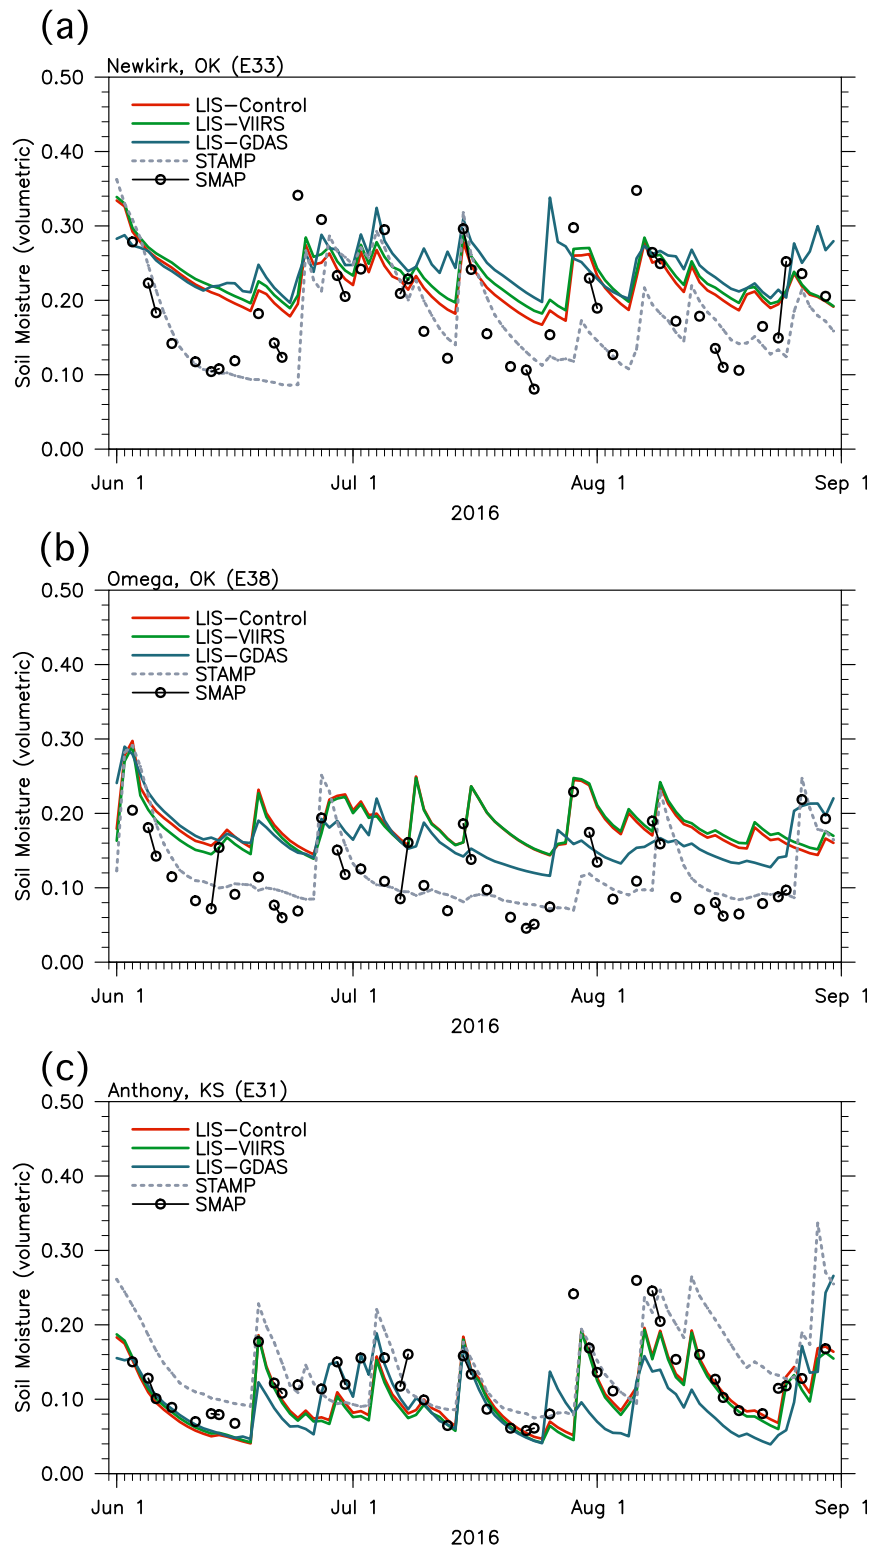 (a)
Newkirk, OK (E33)
0.50
LIS-Control
LIS-VIIRS
0.40
LIS-GDAS
STAMP
SMAP
0.30
0.20
0.10
0.00
Soil Moisture (volumetric)
Jun 1 Jul 1 Aug 1 Sep 1
2016
(b)
Omega, OK (E38)
0.50
LIS-Control
LIS-VIIRS
LIS-GDAS
0.40
STAMP
SMAP
0.30
0.20
0.10
0.00
Soil Moisture (volumetric)
Jun 1 Jul 1 Aug 1 Sep 1
2016
(c)
Anthony, KS (E31)
0.50
LIS-Control
LIS-VIIRS
LIS-GDAS
0.40
STAMP
SMAP
0.30
0.20
0.10
0.00
Soil Moisture (volumetric)
Jun 1 Jul 1 Aug 1 Sep 1
2016